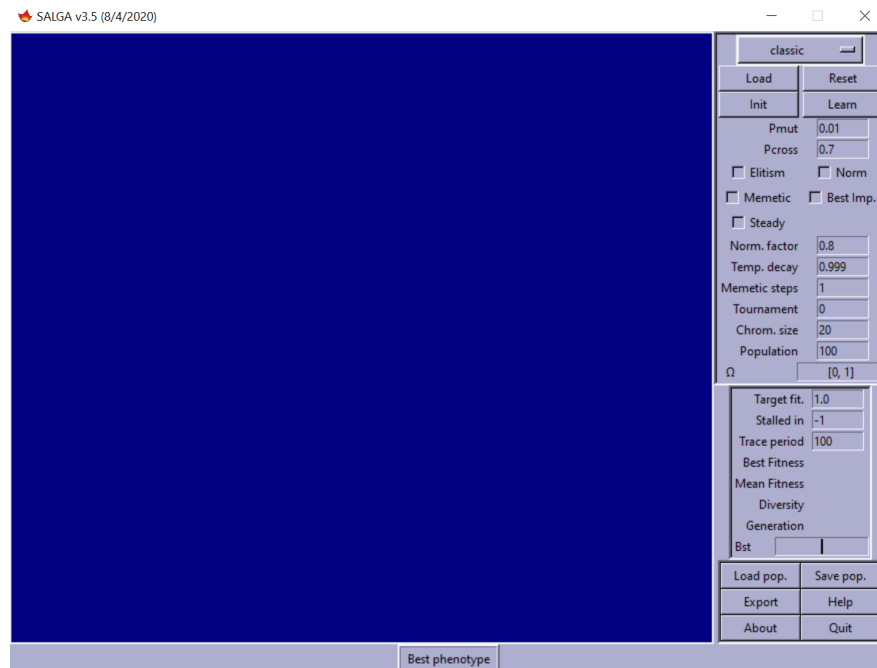 SALGA v3.5 (8/4/2020)
classic
Load Reset
Init Learn
Pmut 0.01
Pcross 0.7
Elitism Norm
Memetic Best Imp.
Steady
Norm. factor 0.8
Temp. decay 0.999
Memetic steps 1
Tournament 0
Chrom. size 20
Population 100
Ω [0, 1]
Target fit. 1.0
Stalled in -1
Trace period 100
Best Fitness
Mean Fitness
Diversity
Generation
Bst
Load pop. Save pop.
Export Help
About Quit
Best phenotype